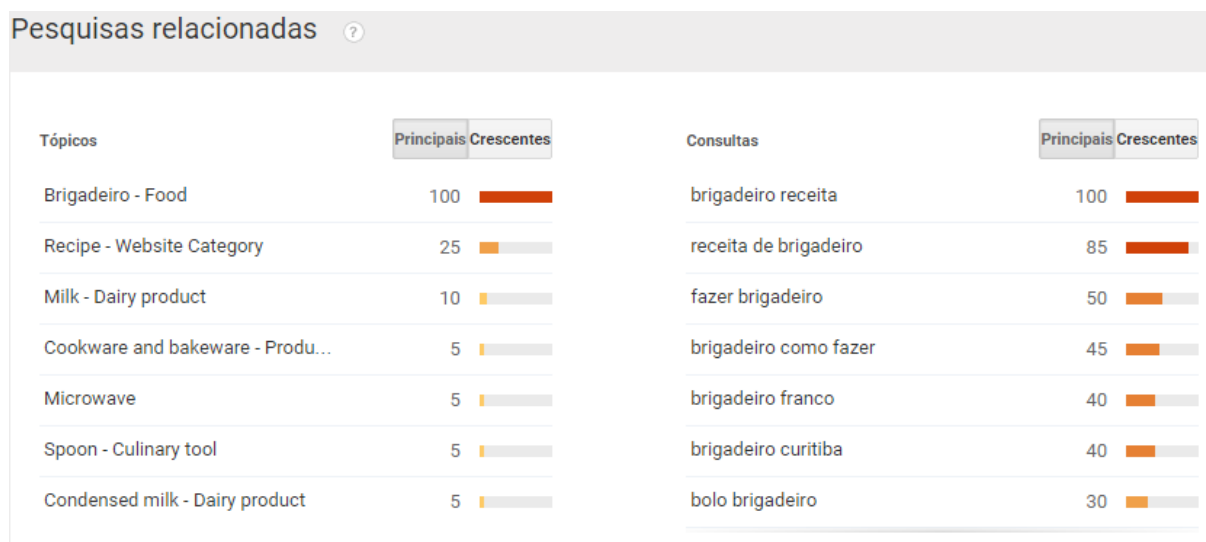 Pesquisas relacionadas ?
Tópicos
Principais Crescentes
Brigadeiro - Food 100
Recipe - Website Category 25
Milk - Dairy product 10
Cookware and bakeware - Produ... 5
Microwave 5
Spoon - Culinary tool 5
Condensed milk - Dairy product 5
Consultas
Principais Crescentes
brigadeiro receita 100
receita de brigadeiro 85
fazer brigadeiro 50
brigadeiro como fazer 45
brigadeiro franco 40
brigadeiro curitiba 40
bolo brigadeiro 30